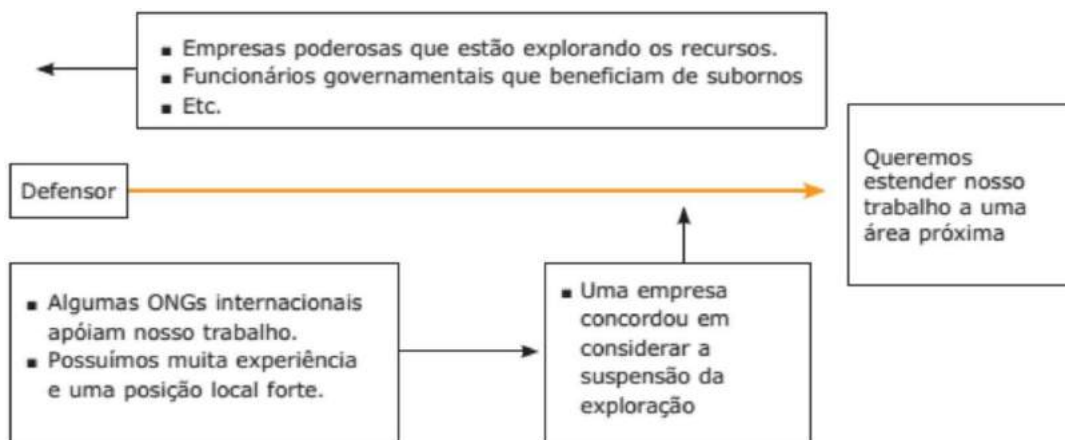 ▪ Empresas poderosas que estão explorando os recursos.
▪ Funcionários governamentais que beneficiam de subornos
▪ Etc.
Defensor
Queremos
estender nosso
trabalho a uma
área próxima
▪ Algumas ONGs internacionais
apóiam nosso trabalho.
▪ Possuímos muita experiência
e uma posição local forte.
▪ Uma empresa
concordou em
considerar a
suspensão da
exploração